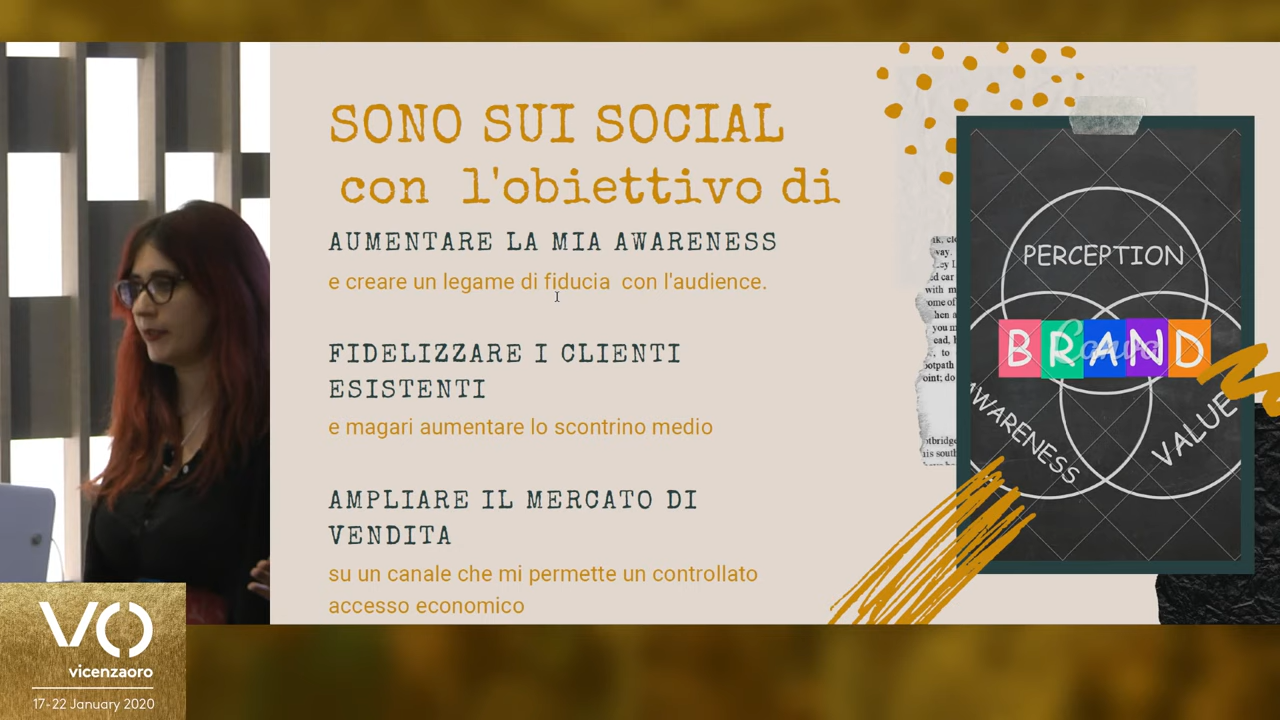 SONO SUI SOCIAL
con l'obiettivo di
AUMENTARE LA MIA AWARENESS
e creare un legame di fiducia con l'audience.
FIDELIZZARE I CLIENTI
ESISTENTI
e magari aumentare lo scontrino medio
AMPLIARE IL MERCATO DI
VENDITA
su un canale che mi permette un controllato
accesso economico
PERCEPTION
BRAND
Canva
AWARENESS
VALUE
VO
vicenzaoro
17-22 January 2020